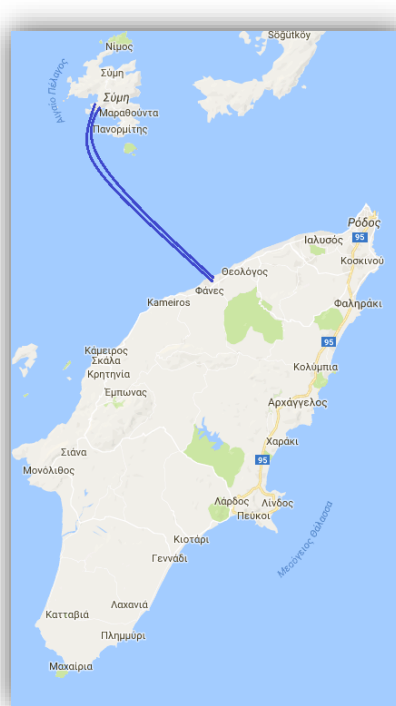 Νίμος
Söğütköy
Αιγαίο Πέλαγος
Σύμη
Σύμη
Μαραθούντα
Πανορμίτης
Ρόδος
95
Ιαλυσός
Κοσκινού
Θεολόγος
Φάνες
Kameiros
Φαληράκι
95
Κάμειρος
Σκάλα
Κρητηνία
Κολύμπια
Έμπωνας
Αρχάγγελος
Χαράκι
Σιάνα
95
Μονόλιθος
Λάρδος
Λίνδος
Πεύκοι
Κιοτάρι
Μεσόγειος Θάλασσα
Γεννάδι
Λαχανιά
Κατταβιά
Πλημμύρι
Μαχαίρια